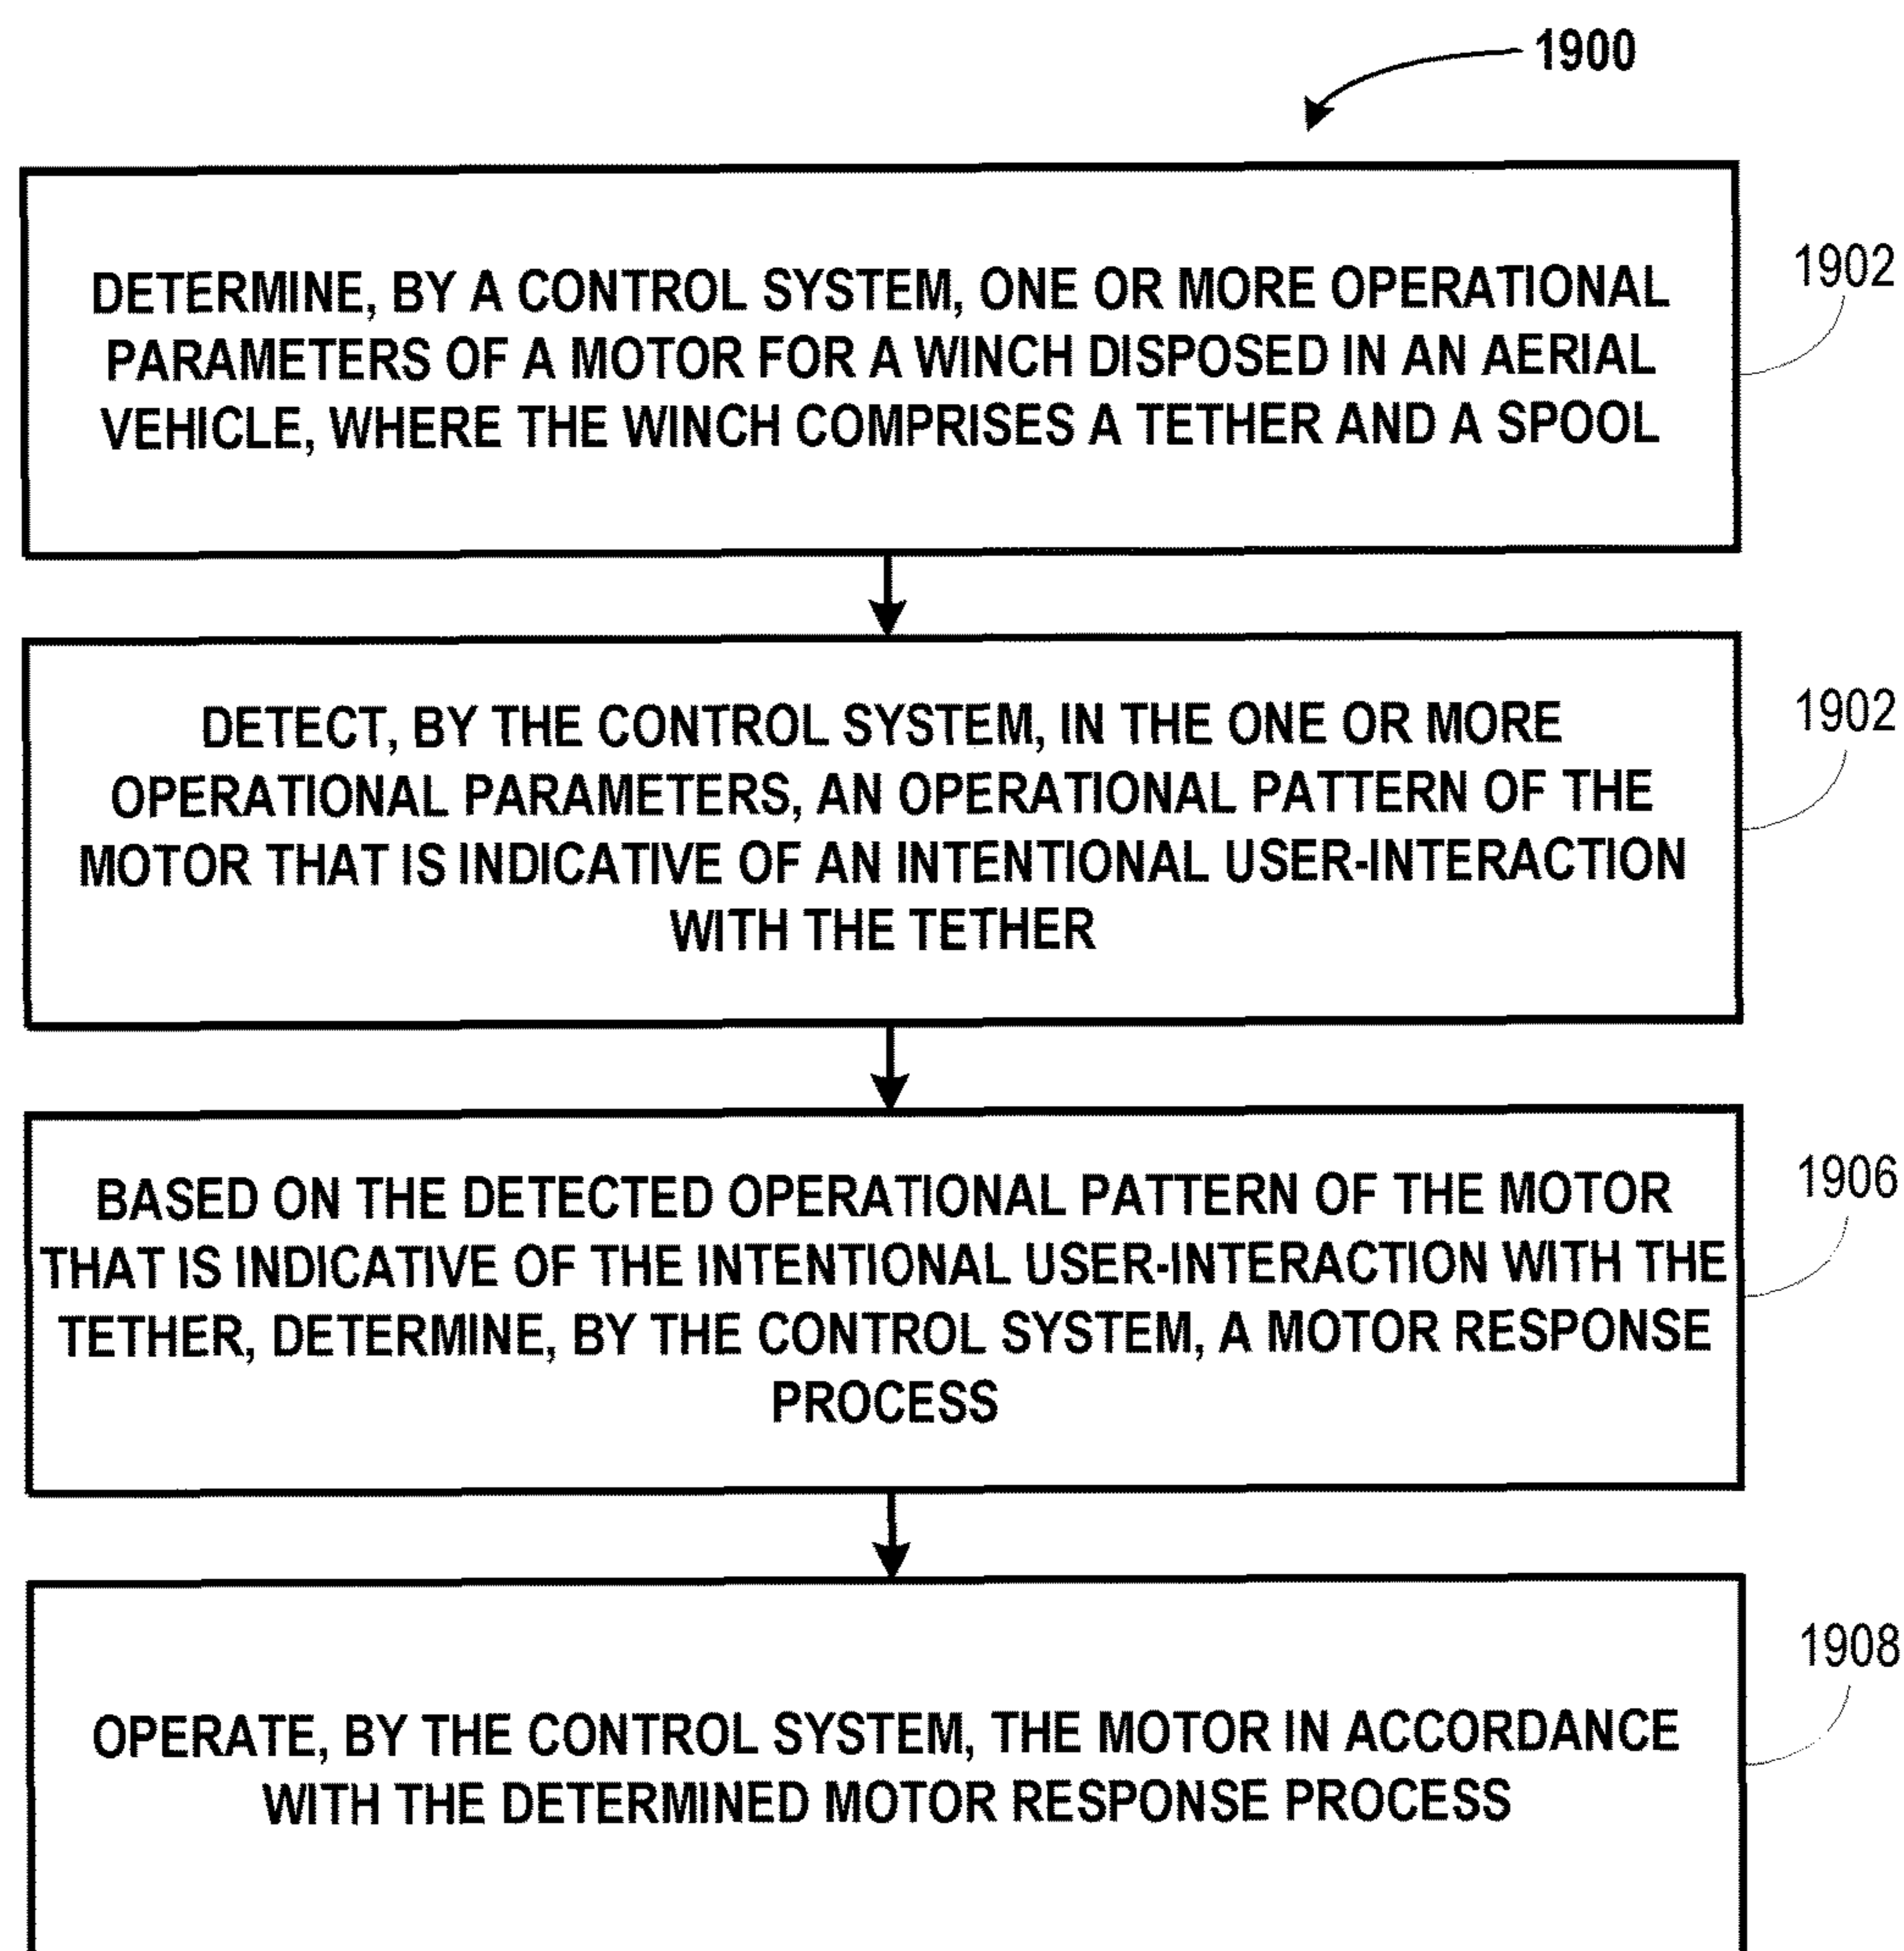 1900
DETERMINE, BY A CONTROL SYSTEM, ONE OR MORE OPERATIONAL
PARAMETERS OF A MOTOR FOR A WINCH DISPOSED IN AN AERIAL
VEHICLE, WHERE THE WINCH COMPRISES A TETHER AND A SPOOL
1902
DETECT, BY THE CONTROL SYSTEM, IN THE ONE OR MORE
OPERATIONAL PARAMETERS, AN OPERATIONAL PATTERN OF THE
MOTOR THAT IS INDICATIVE OF AN INTENTIONAL USER-INTERACTION
WITH THE TETHER
1902
BASED ON THE DETECTED OPERATIONAL PATTERN OF THE MOTOR
THAT IS INDICATIVE OF THE INTENTIONAL USER-INTERACTION WITH THE
TETHER, DETERMINE, BY THE CONTROL SYSTEM, A MOTOR RESPONSE
PROCESS
1906
OPERATE, BY THE CONTROL SYSTEM, THE MOTOR IN ACCORDANCE
WITH THE DETERMINED MOTOR RESPONSE PROCESS
1908